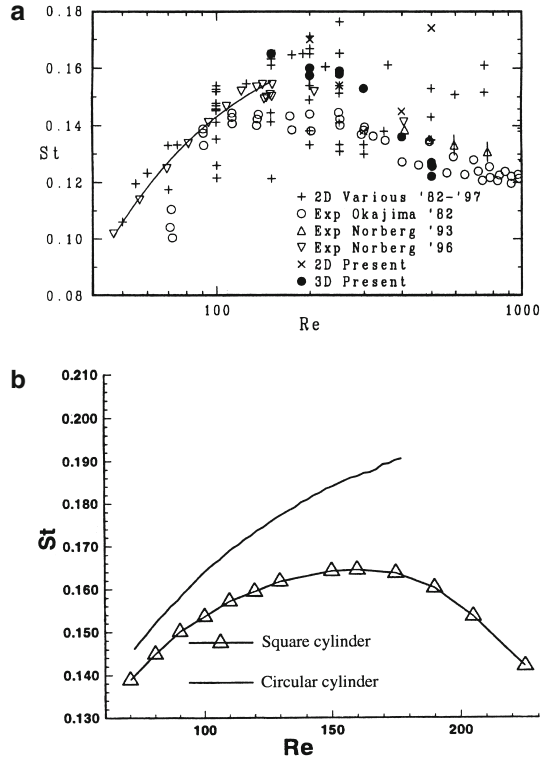 a
0.18
0.16
0.14
St
0.12
0.10
0.08
2D Various '82-'97
Exp Okajima '82
Exp Norberg '93
Exp Norberg '96
2D Present
3D Present
100
1000
Re
b
0.210
0.200
0.190
0.180
St
0.170
0.160
0.150
0.140
0.130
Square cylinder
Circular cylinder
100
150
200
Re